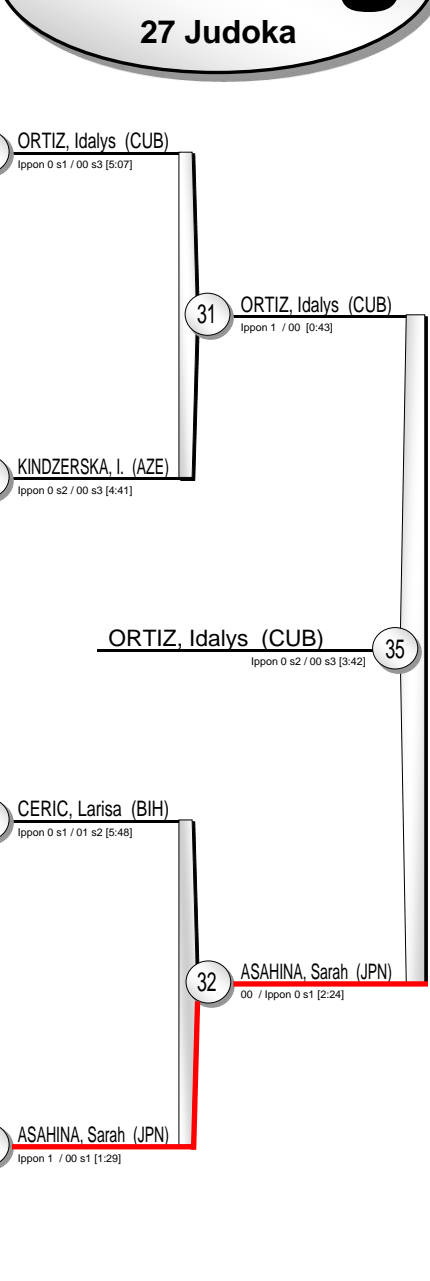 27 Judoka
ORTIZ, Idalys (CUB)
Ippon 0 s1 / 00 s3 [5:07]
31
ORTIZ, Idalys (CUB)
Ippon 1 / 00 [0:43]
KINDZERSKA, I. (AZE)
Ippon 0 s2 / 00 s3 [4:41]
ORTIZ, Idalys (CUB)
35
Ippon 0 s2 / 00 s3 [3:42]
CERIC, Larisa (BIH)
Ippon 0 s1 / 01 s2 [5:48]
32
ASAHINA, Sarah (JPN)
00 / Ippon 0 s1 [2:24]
ASAHINA, Sarah (JPN)
Ippon 1 / 00 s1 [1:29]